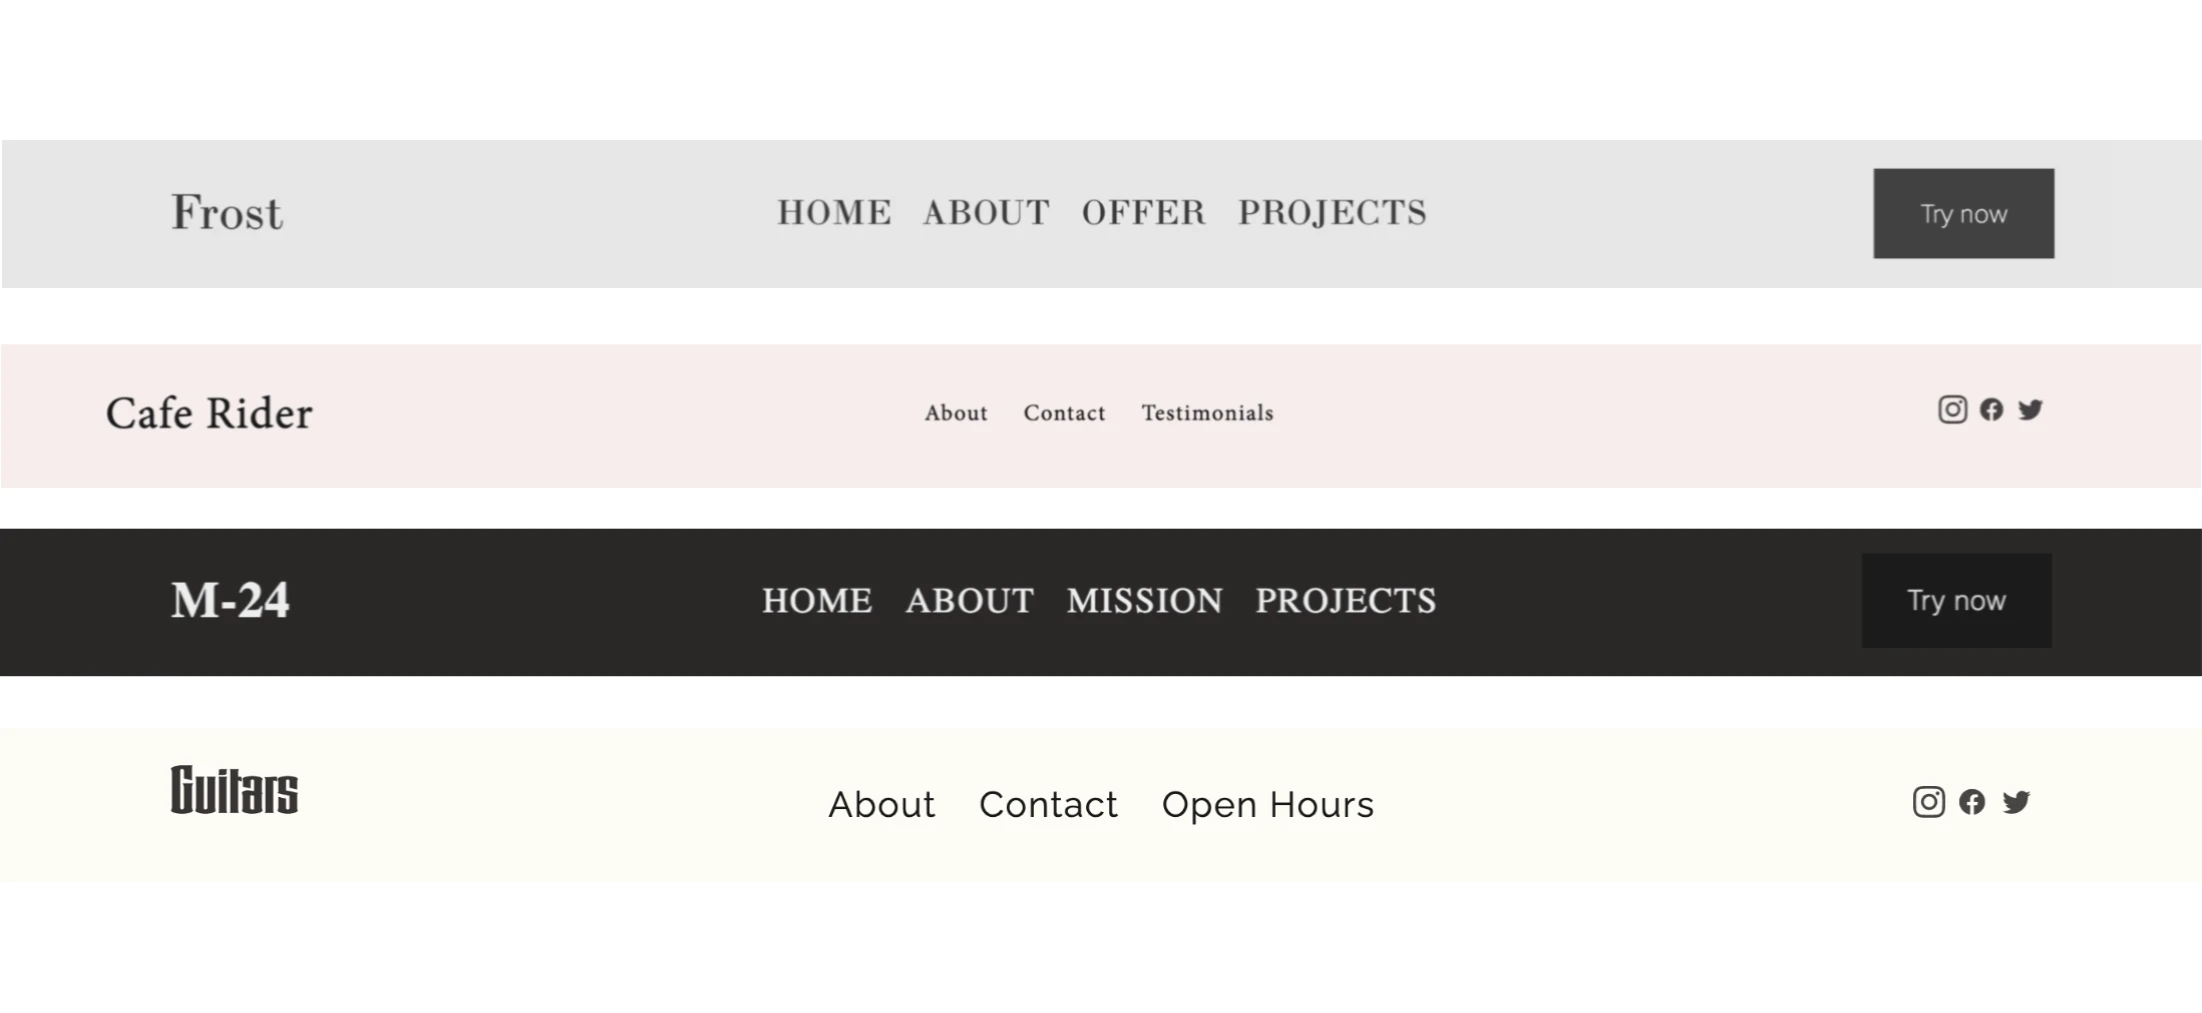 Frost HOME ABOUT OFFER PROJECTS Try now
Cafe Rider About Contact Testimonials
M-24 HOME ABOUT MISSION PROJECTS Try now
Guitars About Contact Open Hours